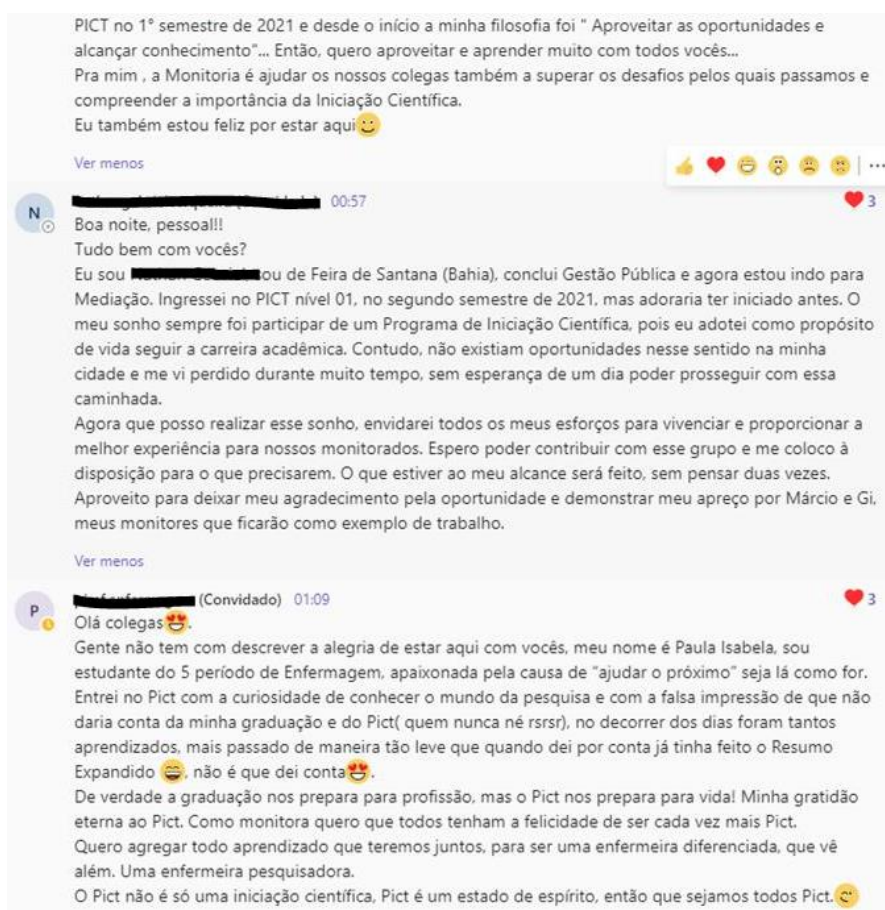 PICT no 1° semestre de 2021 e desde o início a minha filosofia foi " Aproveitar as oportunidades e
alcançar conhecimento"... Então, quero aproveitar e aprender muito com todos vocês...
Pra mim , a Monitoria é ajudar os nossos colegas também a superar os desafios pelos quais passamos e
compreender a importância da Iniciação Científica.
Eu também estou feliz por estar aqui
Ver menos
N
00:57
3
Boa noite, pessoal!!
Tudo bem com vocês?
Eu sou sou de Feira de Santana (Bahia), conclui Gestão Pública e agora estou indo para
Mediação. Ingressei no PICT nível 01, no segundo semestre de 2021, mas adoraria ter iniciado antes. O
meu sonho sempre foi participar de um Programa de Iniciação Científica, pois eu adotei como propósito
de vida seguir a carreira acadêmica. Contudo, não existiam oportunidades nesse sentido na minha
cidade e me vi perdido durante muito tempo, sem esperança de um dia poder prosseguir com essa
caminhada.
Agora que posso realizar esse sonho, envidarei todos os meus esforços para vivenciar e proporcionar a
melhor experiência para nossos monitorados. Espero poder contribuir com esse grupo e me coloco à
disposição para o que precisarem. O que estiver ao meu alcance será feito, sem pensar duas vezes.
Aproveito para deixar meu agradecimento pela oportunidade e demonstrar meu apreço por Márcio e Gi,
meus monitores que ficarão como exemplo de trabalho.
Ver menos
P
(Convidado) 01:09
3
Olá colegas .
Gente não tem com descrever a alegria de estar aqui com vocês, meu nome é Paula Isabela, sou
estudante do 5 período de Enfermagem, apaixonada pela causa de "ajudar o próximo" seja lá como for.
Entrei no Pict com a curiosidade de conhecer o mundo da pesquisa e com a falsa impressão de que não
daria conta da minha graduação e do Pict( quem nunca né rsrsr), no decorrer dos dias foram tantos
aprendizados, mais passado de maneira tão leve que quando dei por conta já tinha feito o Resumo
Expandido , não é que dei conta .
De verdade a graduação nos prepara para profissão, mas o Pict nos prepara para vida! Minha gratidão
eterna ao Pict. Como monitora quero que todos tenham a felicidade de ser cada vez mais Pict.
Quero agregar todo aprendizado que teremos juntos, para ser uma enfermeira diferenciada, que vê
além. Uma enfermeira pesquisadora.
O Pict não é só uma iniciação científica, Pict é um estado de espírito, então que sejamos todos Pict.